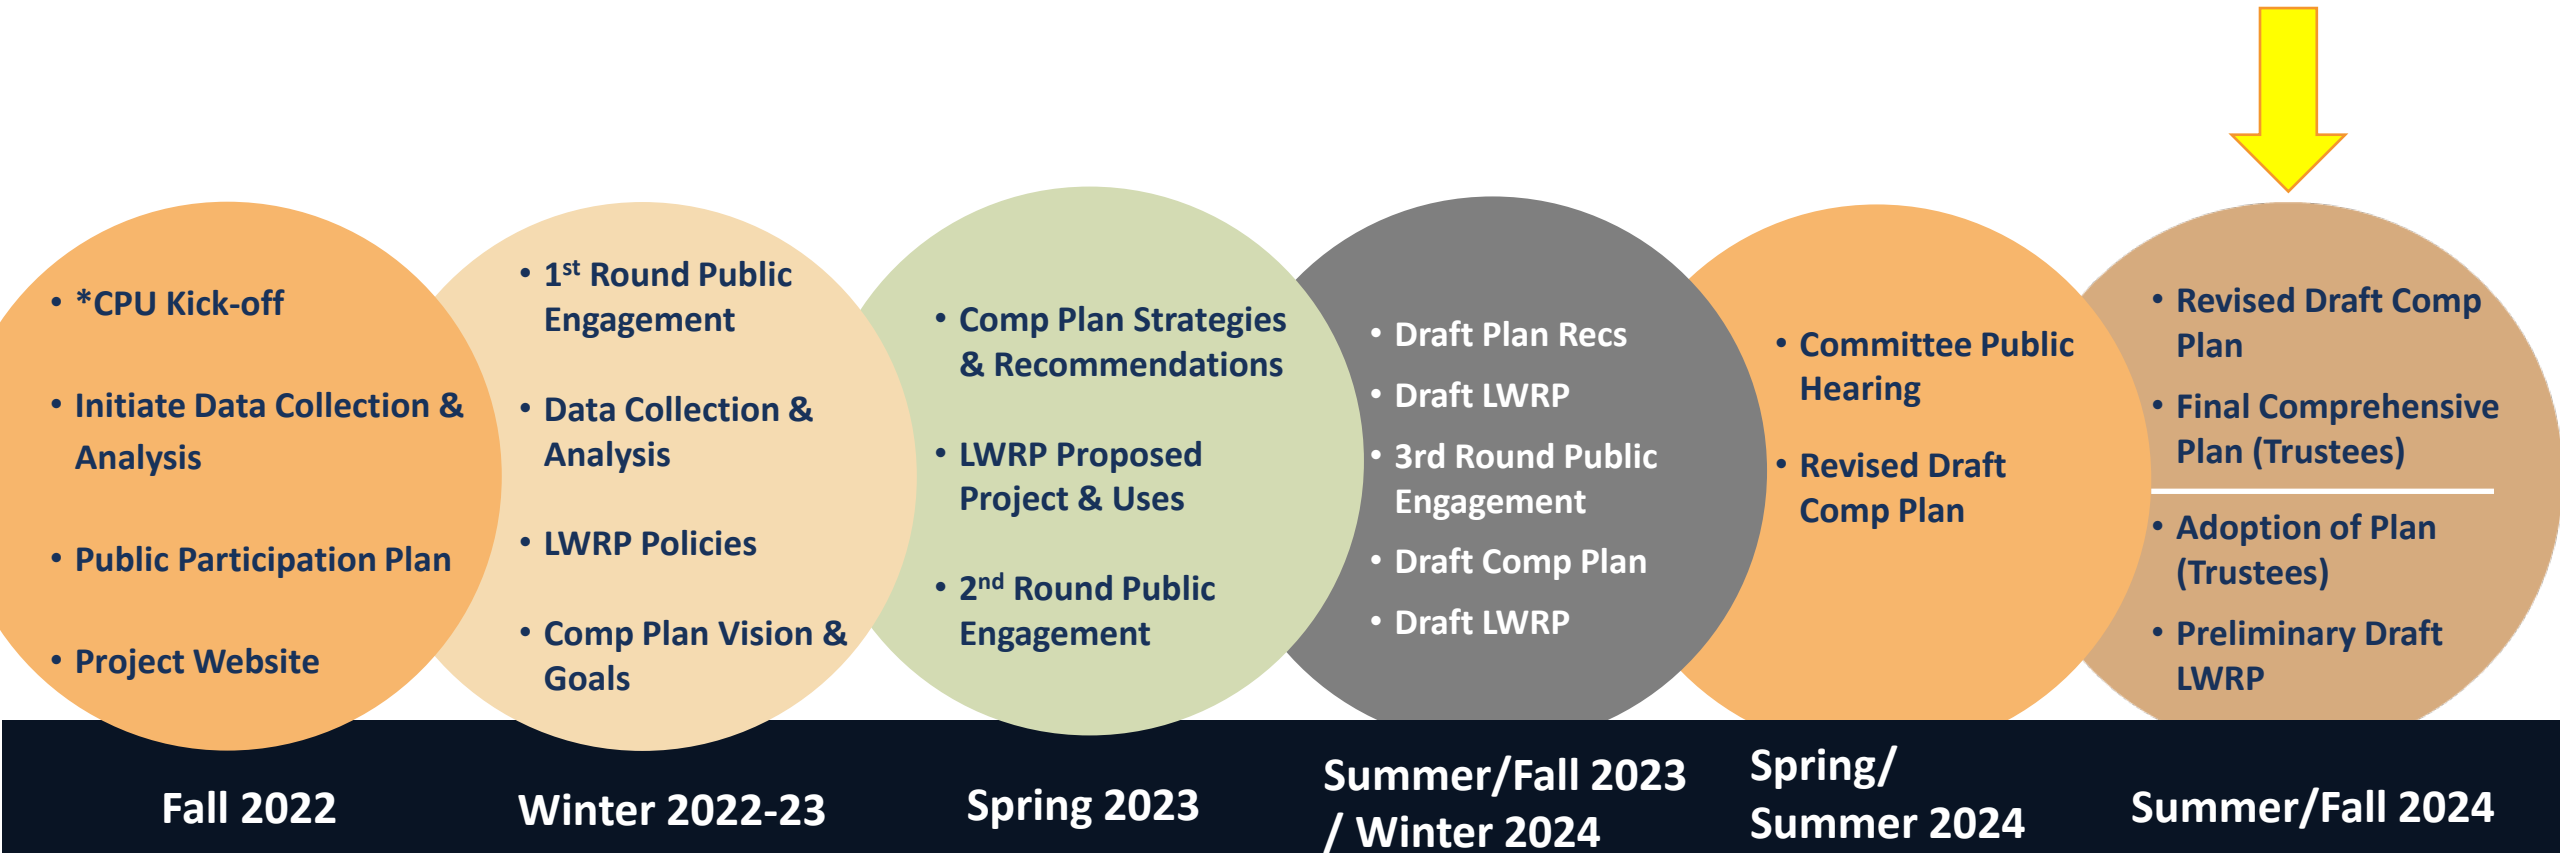 • *CPU Kick-off
• Initiate Data Collection &
Analysis
• Public Participation Plan
• Project Website
Fall 2022
• 1st Round Public
Engagement
• Data Collection &
Analysis
• LWRP Policies
• Comp Plan Vision &
Goals
Winter 2022-23
• Comp Plan Strategies
& Recommendations
• LWRP Proposed
Project & Uses
• 2nd Round Public
Engagement
Spring 2023
• Draft Plan Recs
• Draft LWRP
• 3rd Round Public
Engagement
• Draft Comp Plan
• Draft LWRP
Summer/Fall 2023
/ Winter 2024
• Committee Public
Hearing
• Revised Draft
Comp Plan
Spring/
Summer 2024
• Revised Draft Comp
Plan
• Final Comprehensive
Plan (Trustees)
• Adoption of Plan
(Trustees)
• Preliminary Draft
LWRP
Summer/Fall 2024